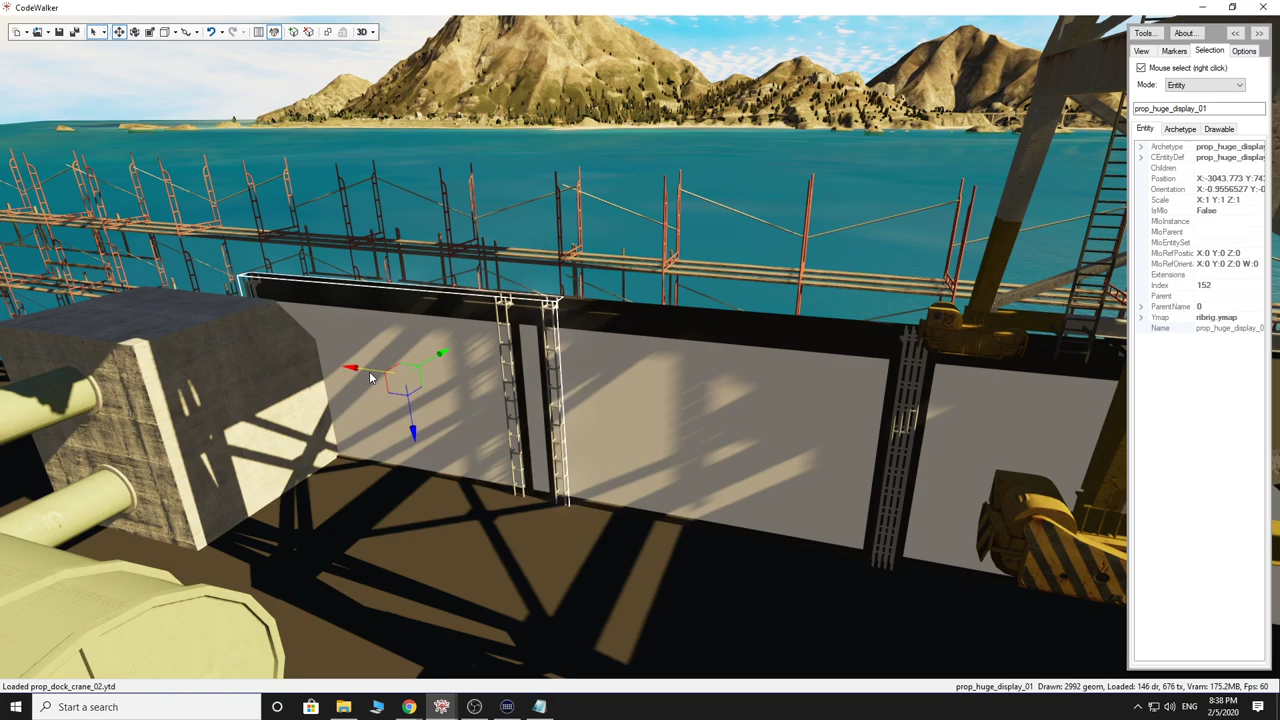 CodeWalker
3D
Tools...
About...
<<
>>
View
Markers
Selection
Options
Mouse select (right click)
Mode:
Entity
prop_huge_display_01
Entity
Archetype
Drawable
Archetype prop_huge_display
CEntityDef prop_huge_display
Children
Position X:-3043.773 Y:74
Orientation X:-0.9556527 Y:-0
Scale X:1 Y:1 Z:1
IsMlo False
MloInstance
MloParent
MloEntitySet
MloRefPositic X:0 Y:0 Z:0
MloRefOrient X:0 Y:0 Z:0 W:0
Extensions
Index 152
Parent
ParentName 0
Ymap ribrig.ymap
Name prop_huge_display_0
Loaded prop_dock_crane_02.ytd
prop_huge_display_01 Drawn: 2992 geom, Loaded: 146 dr, 676 tx, Vram: 175.2MB, Fps: 60
Start a search
ENG
8:38 PM
2/5/2020